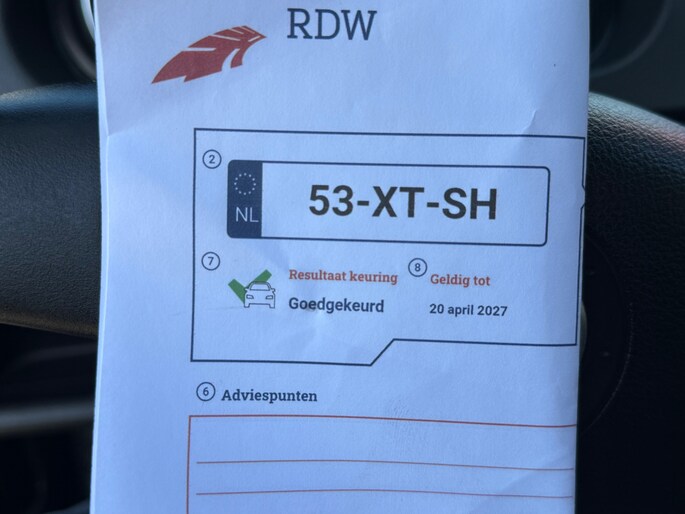 RDW
2
NL 53-XT-SH
7 Resultaat keuring 8 Geldig tot
Goedgekeurd 20 april 2027
6 Adviespunten